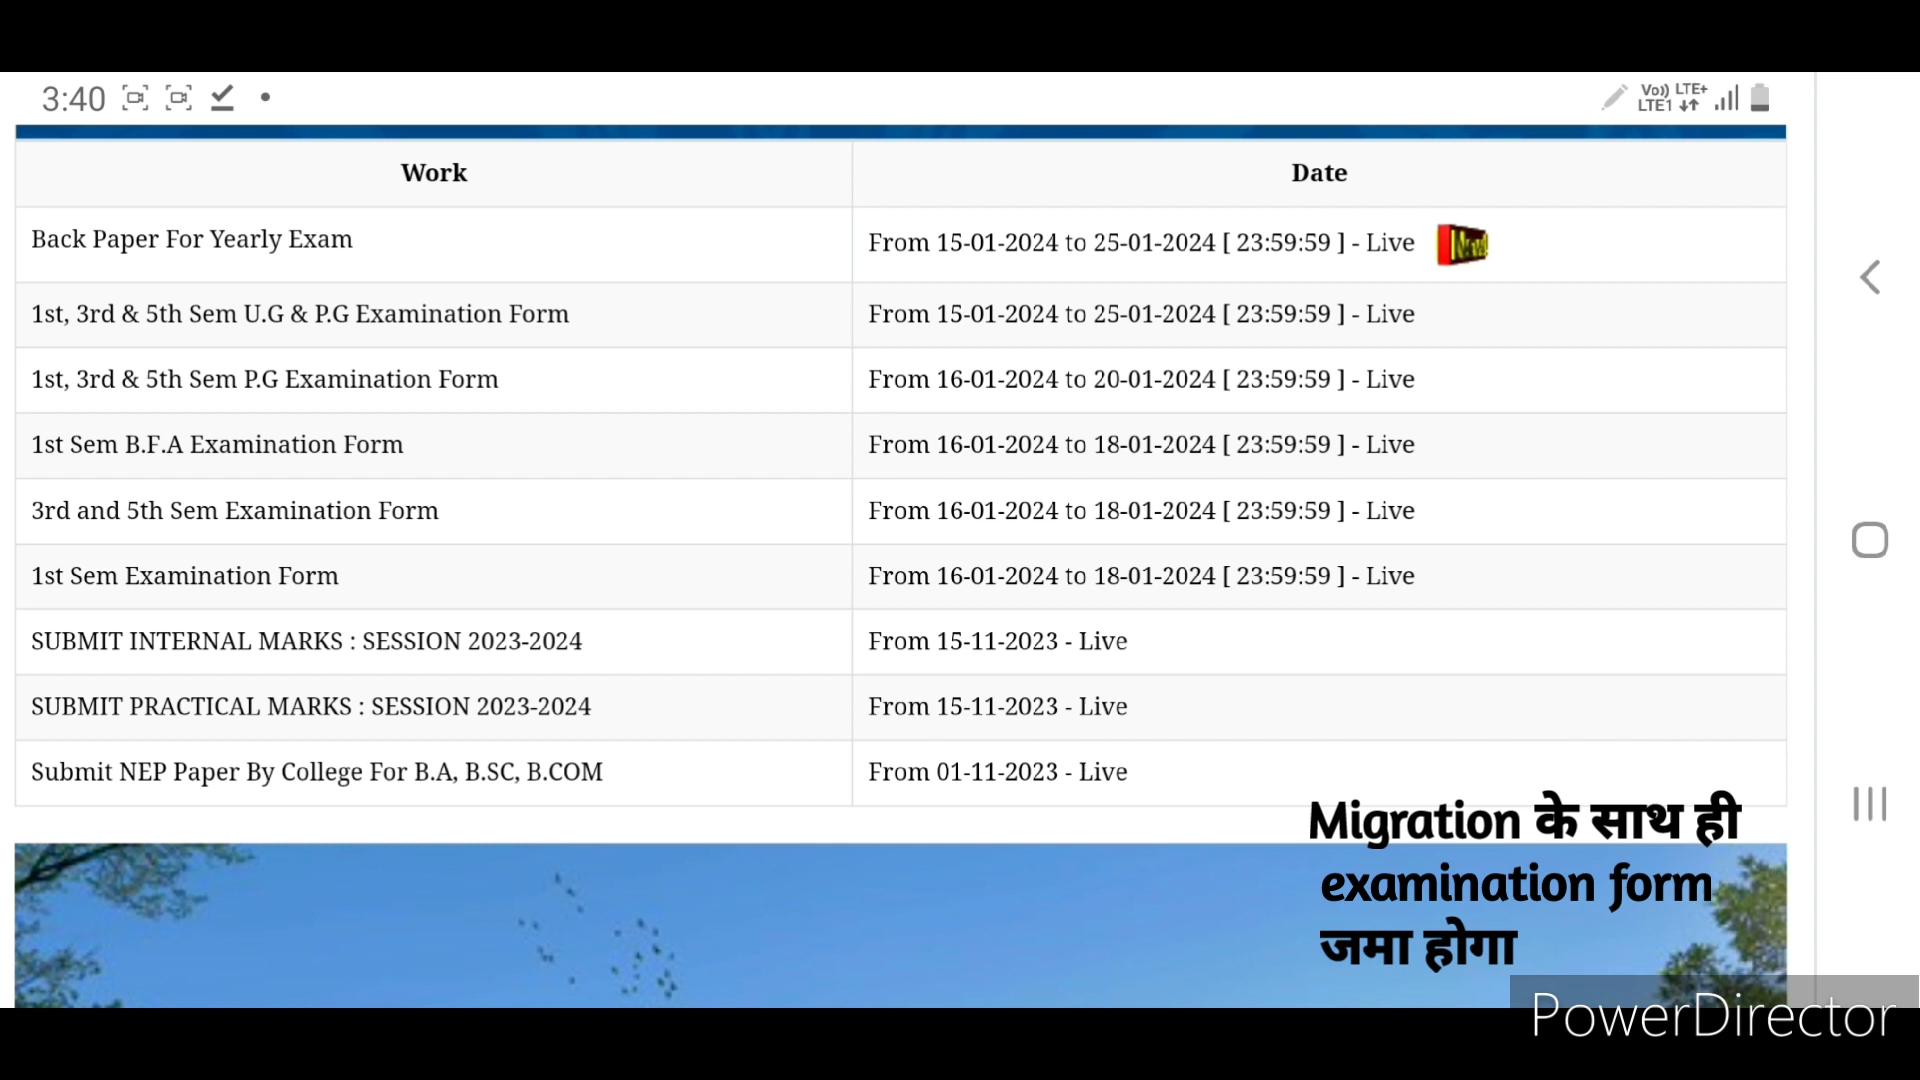 3:40
Vo)) LTE+
LTE1
Work
Date
Back Paper For Yearly Exam
From 15-01-2024 to 25-01-2024 [ 23:59:59 ] - Live
1st, 3rd & 5th Sem U.G & P.G Examination Form
From 15-01-2024 to 25-01-2024 [ 23:59:59 ] - Live
1st, 3rd & 5th Sem P.G Examination Form
From 16-01-2024 to 20-01-2024 [ 23:59:59 ] - Live
1st Sem B.F.A Examination Form
From 16-01-2024 to 18-01-2024 [ 23:59:59 ] - Live
3rd and 5th Sem Examination Form
From 16-01-2024 to 18-01-2024 [ 23:59:59 ] - Live
1st Sem Examination Form
From 16-01-2024 to 18-01-2024 [ 23:59:59 ] - Live
SUBMIT INTERNAL MARKS : SESSION 2023-2024
From 15-11-2023 - Live
SUBMIT PRACTICAL MARKS : SESSION 2023-2024
From 15-11-2023 - Live
Submit NEP Paper By College For B.A, B.SC, B.COM
From 01-11-2023 - Live
Migration के साथ ही
examination form
जमा होगा
PowerDirector